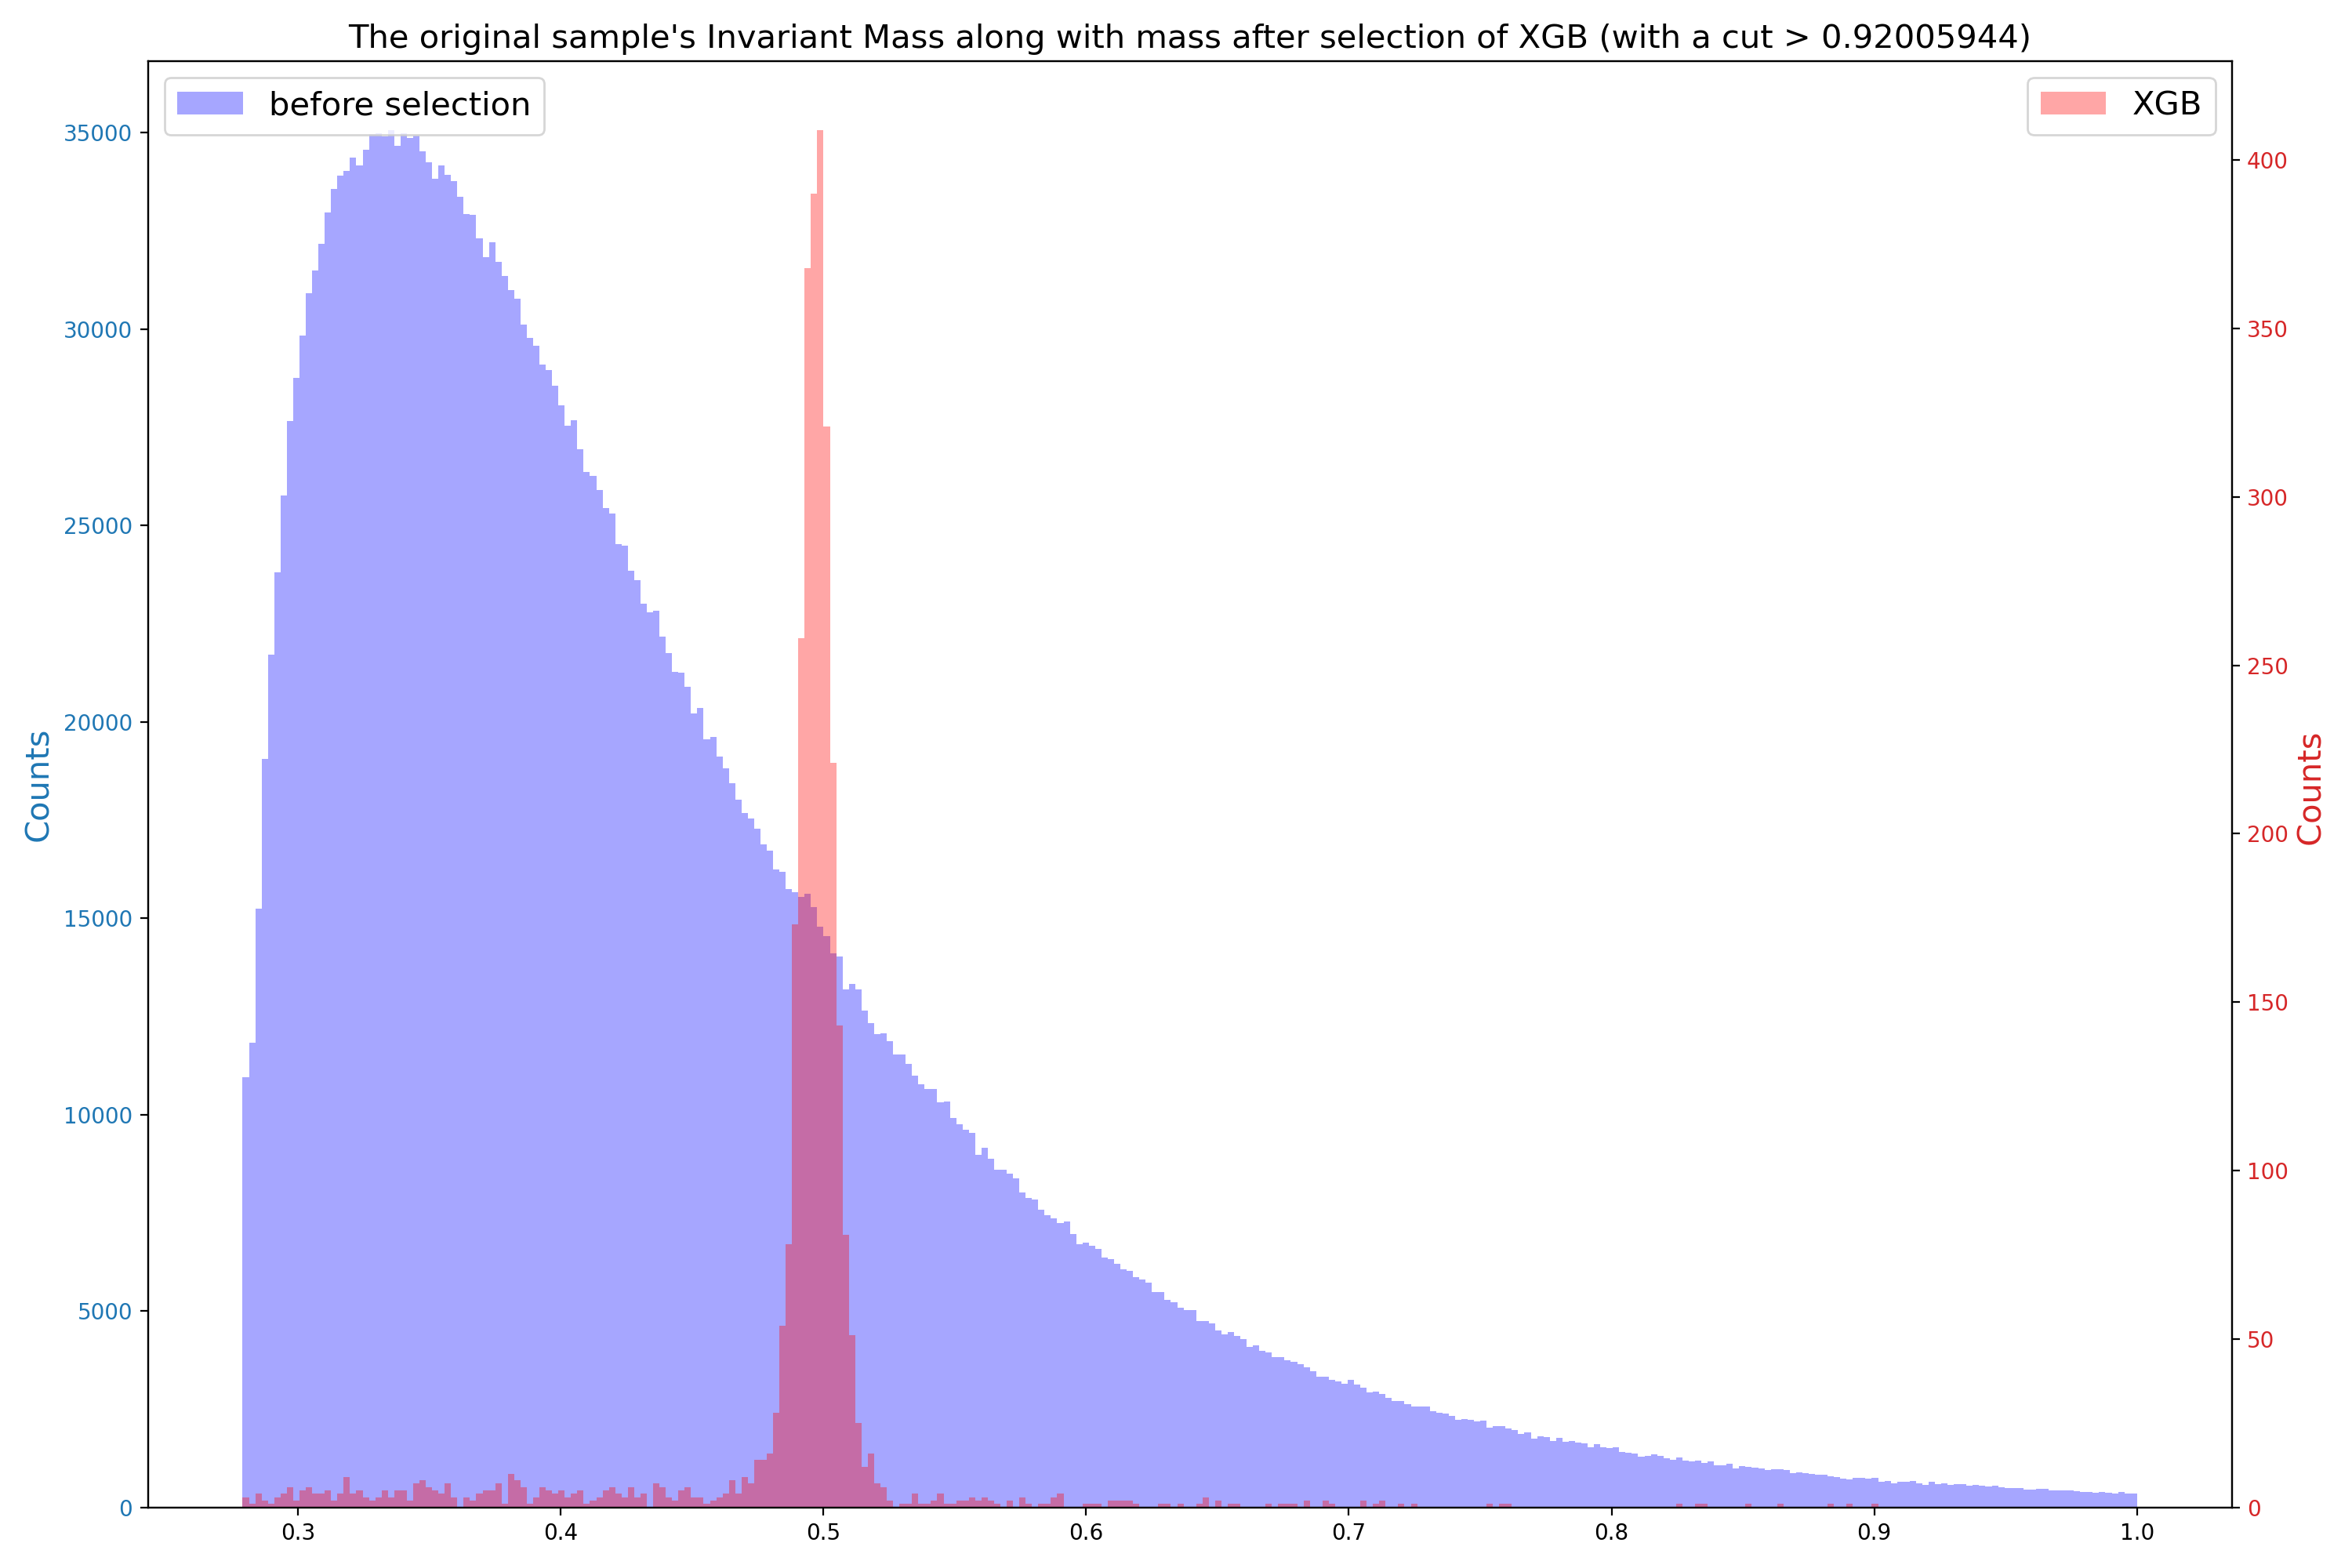 The original sample's Invariant Mass along with mass after selection of XGB (with a cut > 0.92005944)
before selection
XGB
35000
30000
25000
20000
15000
10000
5000
0
Counts
400
350
300
250
200
150
100
50
0
Counts
0.3 0.4 0.5 0.6 0.7 0.8 0.9 1.0